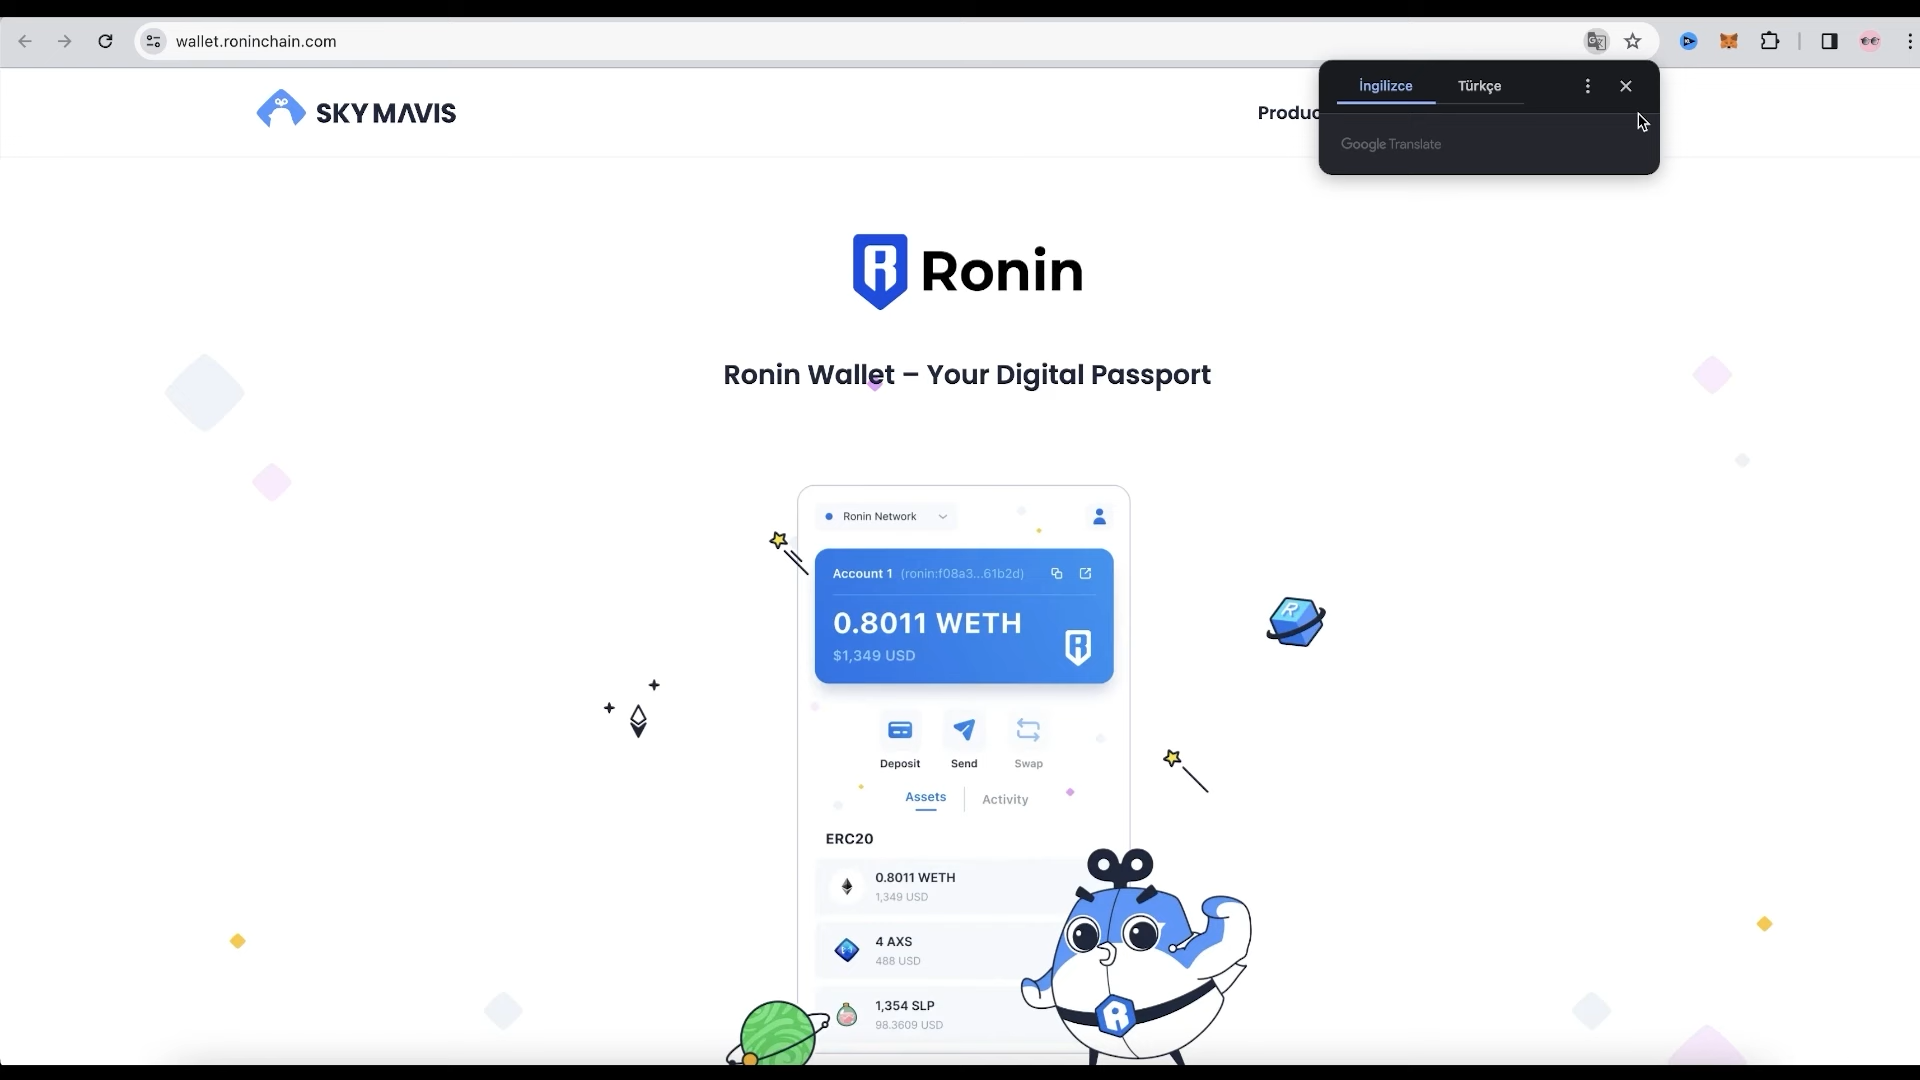 wallet.roninchain.com
SKY MAVIS
Produc
İngilizce
Türkçe
Google Translate
Ronin
Ronin Wallet – Your Digital Passport
Ronin Network
Account 1 (ronin:f08a3...61b2d)
0.8011 WETH
$1,349 USD
Deposit
Send
Swap
Assets
Activity
ERC20
0.8011 WETH
1,349 USD
4 AXS
488 USD
1,354 SLP
98.3609 USD